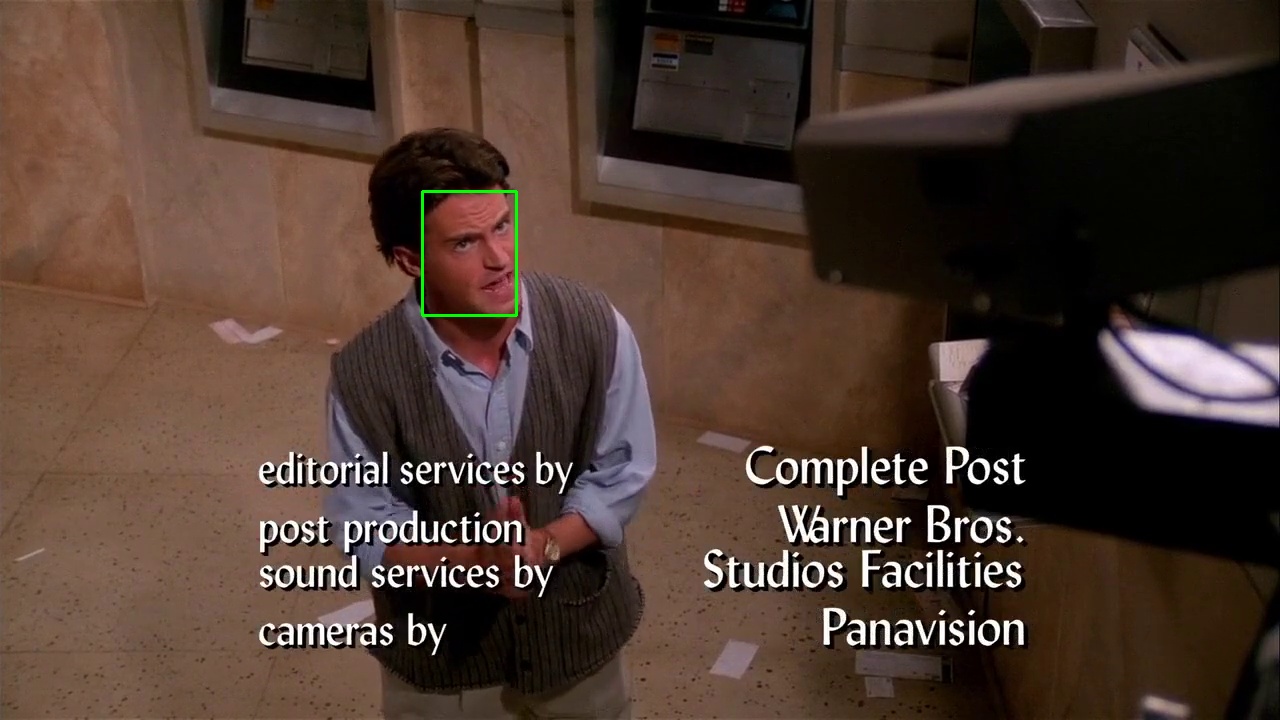 editorial services by Complete Post
post production Warner Bros.
sound services by Studios Facilities
cameras by Panavision